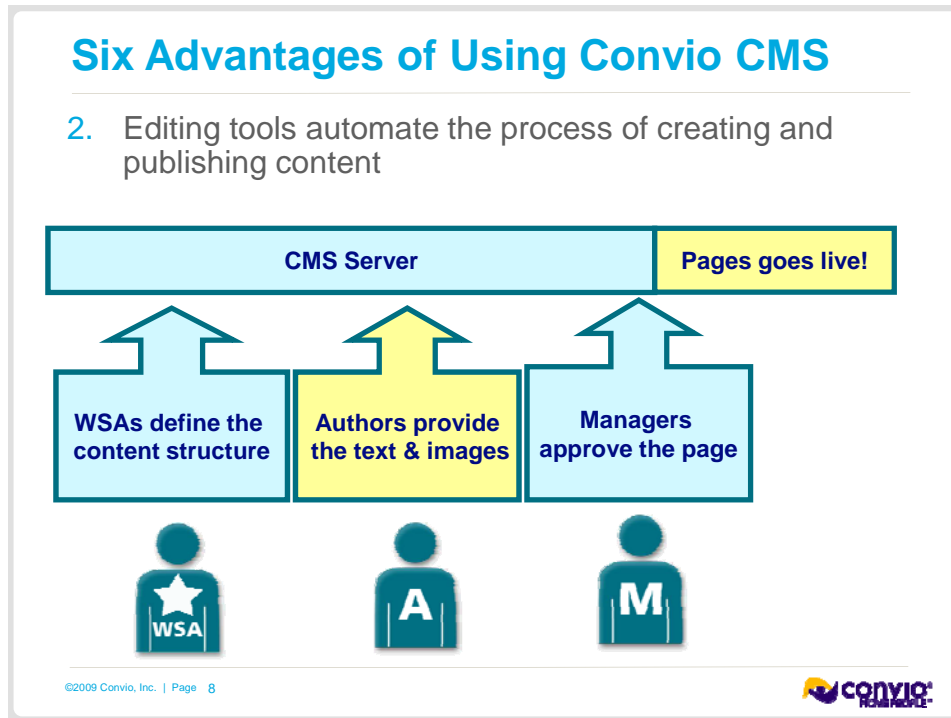 Six Advantages of Using Convio CMS
2. Editing tools automate the process of creating and
publishing content
CMS Server
Pages goes live!
WSAs define the
content structure
Authors provide
the text & images
Managers
approve the page
WSA
A
M
©2009 Convio, Inc. | Page 8
convio
MOVE PEOPLE